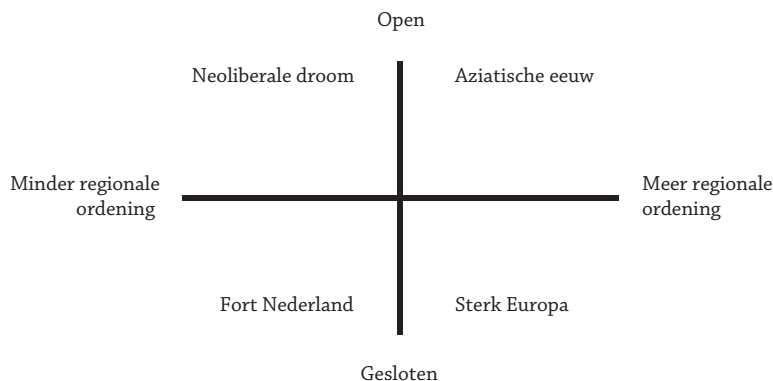 Open
Neoliberale droom
Aziatische eeuw
Minder regionale
ordening
Meer regionale
ordening
Fort Nederland
Sterk Europa
Gesloten